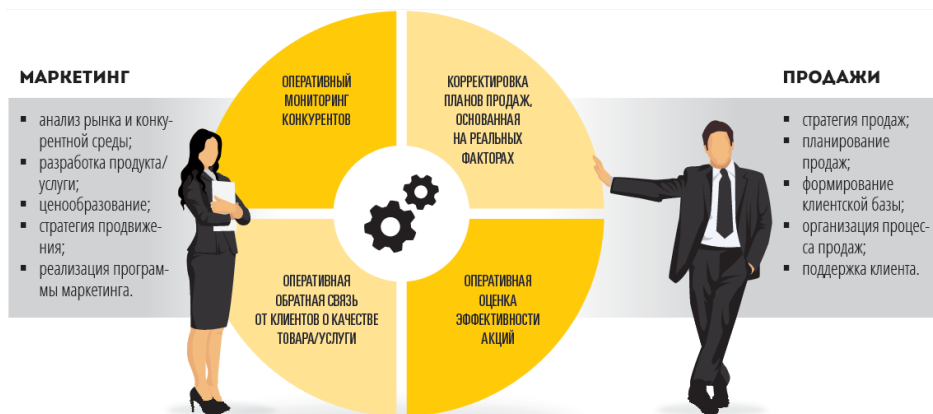 МАРКЕТИНГ
▪ анализ рынка и конку-
рентной среды;
▪ разработка продукта/
услуги;
▪ ценообразование;
▪ стратегия продвиже-
ния;
▪ реализация програм-
мы маркетинга.
ОПЕРАТИВНЫЙ
МОНИТОРИНГ
КОНКУРЕНТОВ
КОРРЕКТИРОВКА
ПЛАНОВ ПРОДАЖ,
ОСНОВАННАЯ
НА РЕАЛЬНЫХ
ФАКТОРАХ
ОПЕРАТИВНАЯ
ОБРАТНАЯ СВЯЗЬ
ОТ КЛИЕНТОВ О КАЧЕСТВЕ
ТОВАРА/УСЛУГИ
ОПЕРАТИВНАЯ
ОЦЕНКА
ЭФФЕКТИВНОСТИ
АКЦИЙ
ПРОДАЖИ
▪ стратегия продаж;
▪ планирование
продаж;
▪ формирование
клиентской базы;
▪ организация процес-
са продаж;
▪ поддержка клиента.